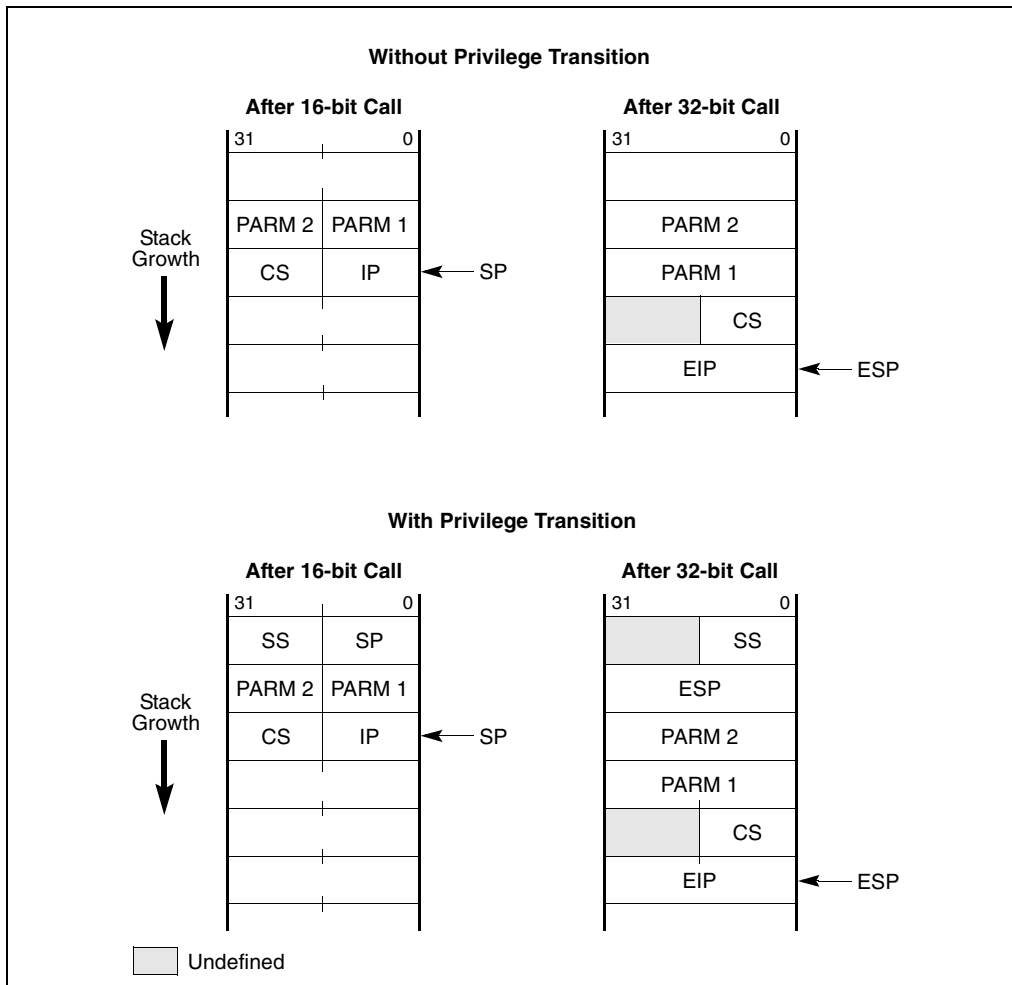 Without Privilege Transition
After 16-bit Call
After 32-bit Call
31 0
31 0
PARM 2 PARM 1
PARM 2
Stack
Growth
CS IP
SP
PARM 1
CS
EIP
ESP
With Privilege Transition
After 16-bit Call
After 32-bit Call
31 0
31 0
SS SP
SS
PARM 2 PARM 1
ESP
Stack
Growth
CS IP
SP
PARM 2
PARM 1
CS
EIP
ESP
Undefined